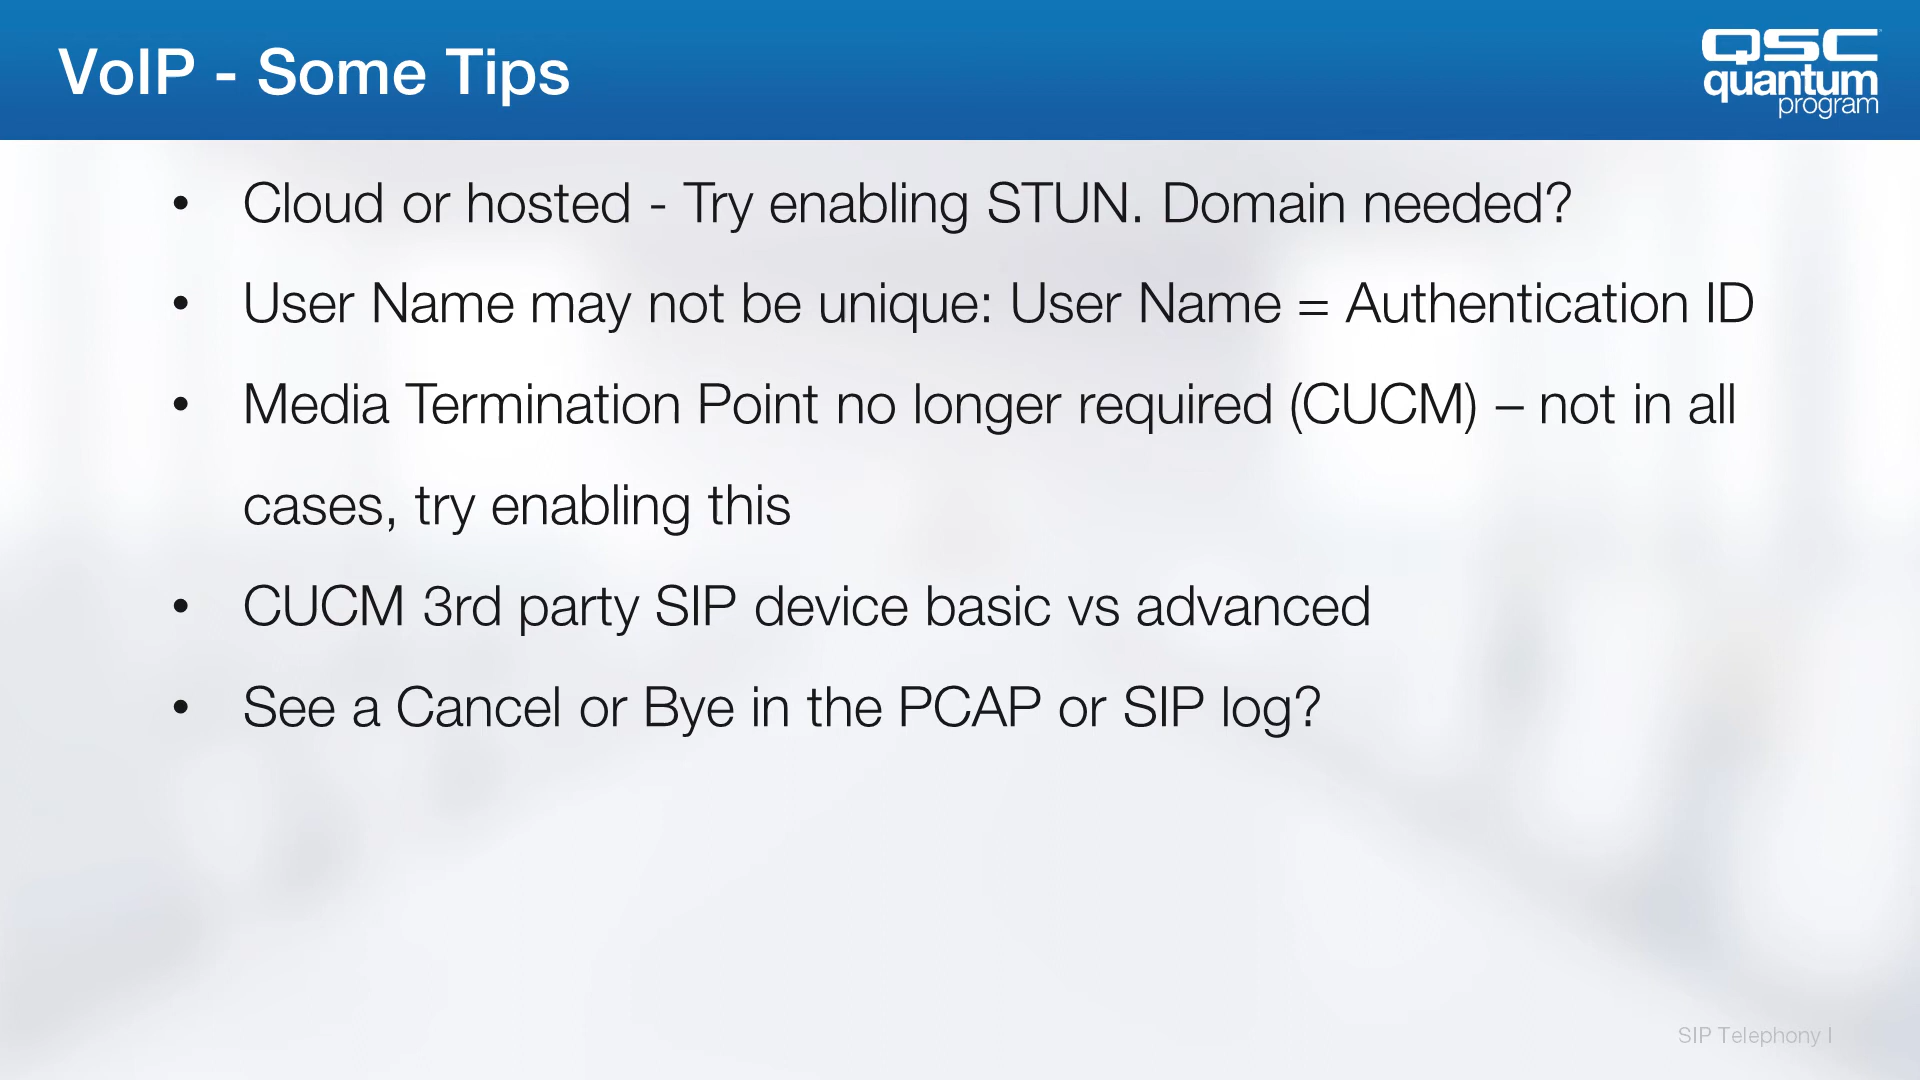 VoIP - Some Tips
QSC
quantum
program
• Cloud or hosted - Try enabling STUN. Domain needed?
• User Name may not be unique: User Name = Authentication ID
• Media Termination Point no longer required (CUCM) – not in all
cases, try enabling this
• CUCM 3rd party SIP device basic vs advanced
• See a Cancel or Bye in the PCAP or SIP log?
SIP Telephony I